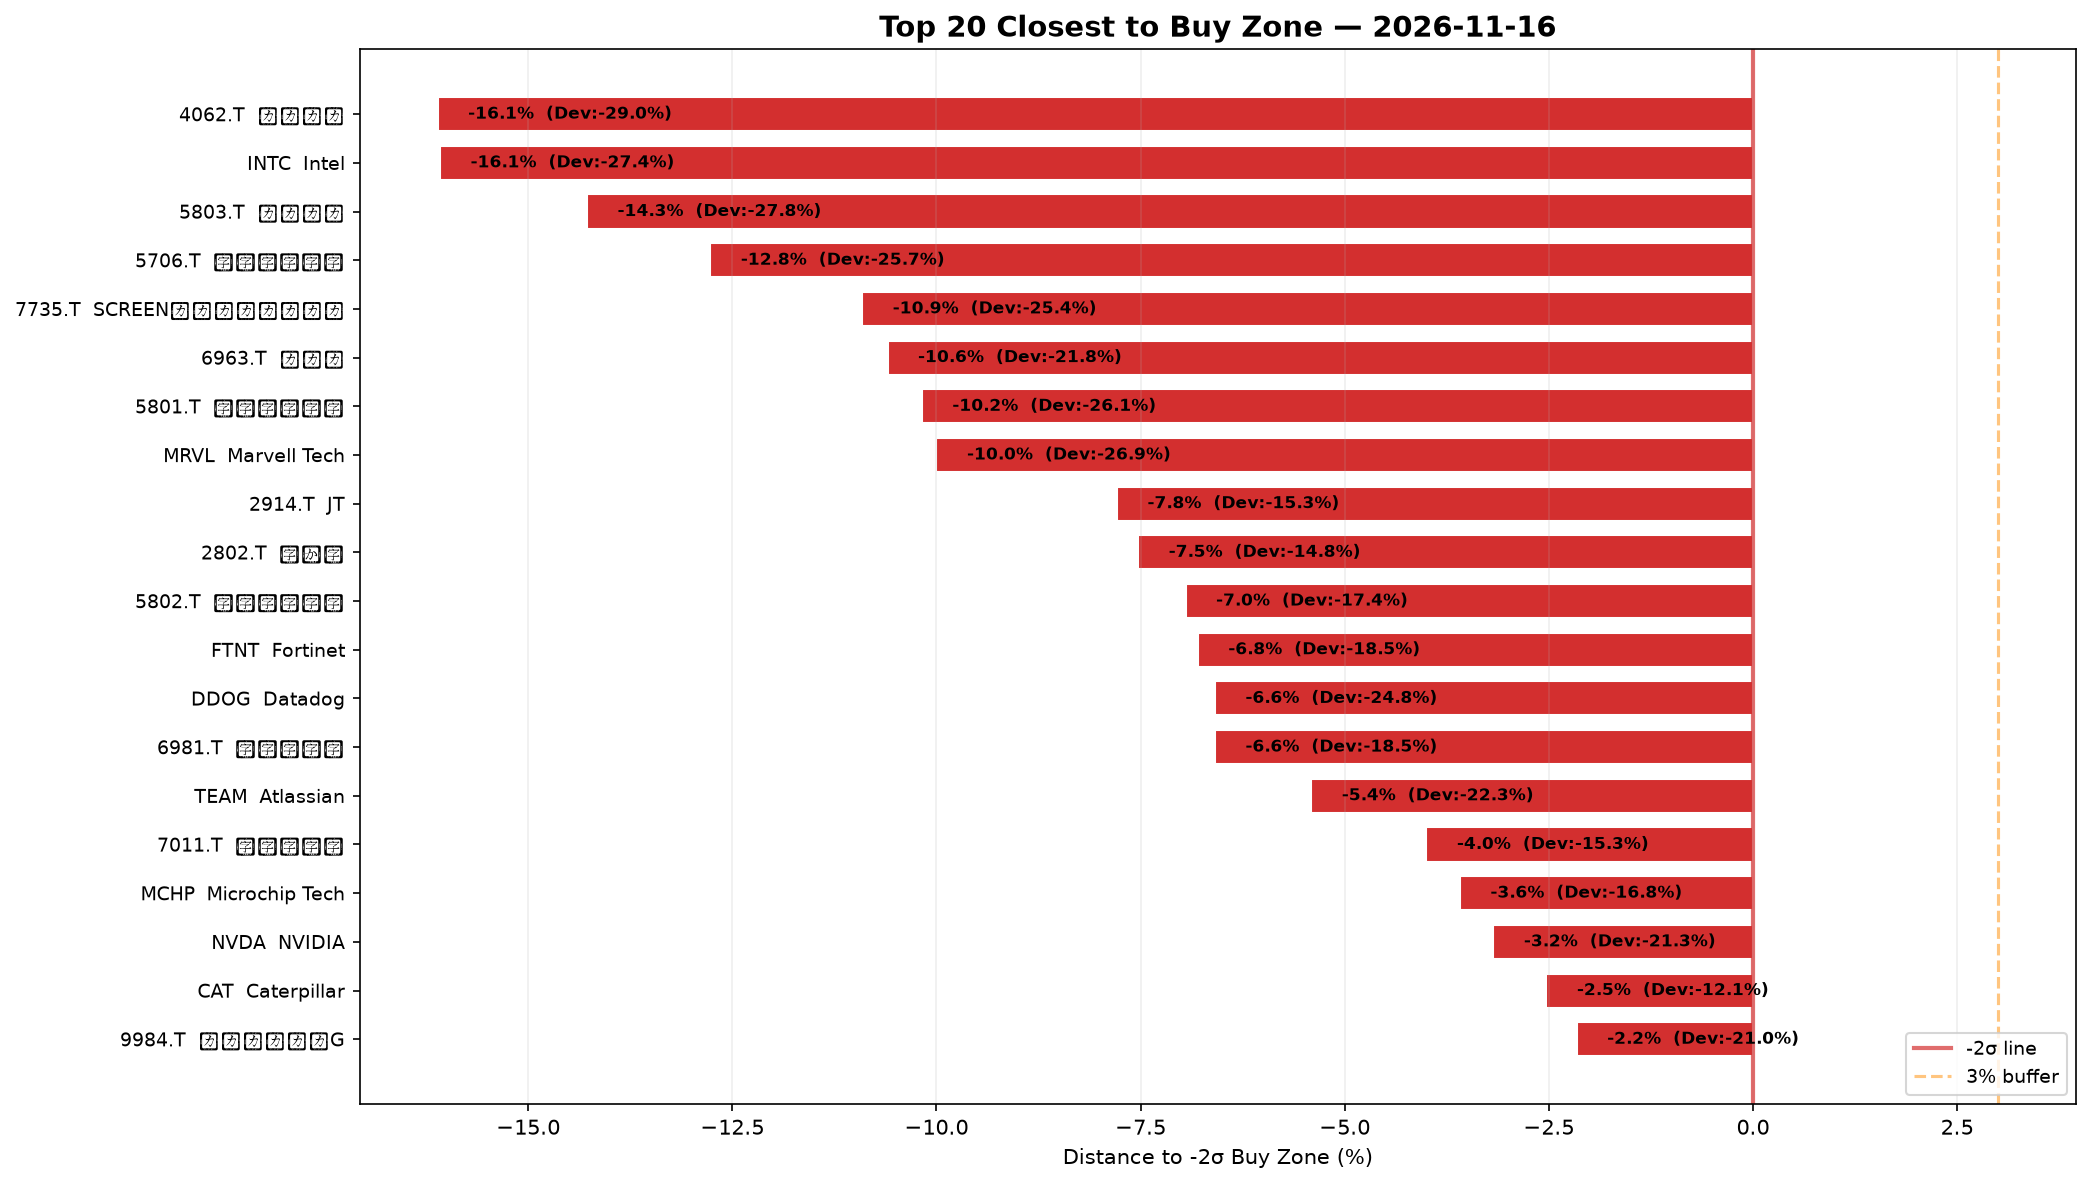 Top 20 Closest to Buy Zone — 2026-11-16
4062.T
-16.1% (Dev:-29.0%)
INTC Intel
-16.1% (Dev:-27.4%)
5803.T
-14.3% (Dev:-27.8%)
5706.T
-12.8% (Dev:-25.7%)
7735.T SCREEN
-10.9% (Dev:-25.4%)
6963.T
-10.6% (Dev:-21.8%)
5801.T
-10.2% (Dev:-26.1%)
MRVL Marvell Tech
-10.0% (Dev:-26.9%)
2914.T JT
-7.8% (Dev:-15.3%)
2802.T
-7.5% (Dev:-14.8%)
5802.T
-7.0% (Dev:-17.4%)
FTNT Fortinet
-6.8% (Dev:-18.5%)
DDOG Datadog
-6.6% (Dev:-24.8%)
6981.T
-6.6% (Dev:-18.5%)
TEAM Atlassian
-5.4% (Dev:-22.3%)
7011.T
-4.0% (Dev:-15.3%)
MCHP Microchip Tech
-3.6% (Dev:-16.8%)
NVDA NVIDIA
-3.2% (Dev:-21.3%)
CAT Caterpillar
-2.5% (Dev:-12.1%)
9984.T G
-2.2% (Dev:-21.0%)
-2σ line
3% buffer
−15.0 −12.5 −10.0 −7.5 −5.0 −2.5 0.0 2.5
Distance to -2σ Buy Zone (%)